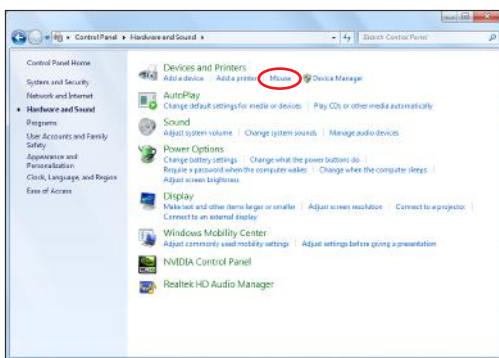 Control Panel ▸ Hardware and Sound ▸
Search Control Panel
Control Panel Home
System and Security
Network and Internet
Hardware and Sound
Programs
User Accounts and Family
Safety
Appearance and
Personalization
Clock, Language, and Region
Ease of Access
Devices and Printers
Add a device | Add a printer | Mouse | Device Manager
AutoPlay
Change default settings for media or devices | Play CDs or other media automatically
Sound
Adjust system volume | Change system sounds | Manage audio devices
Power Options
Change battery settings | Change what the power buttons do |
Require a password when the computer wakes | Change when the computer sleeps |
Adjust screen brightness
Display
Make text and other items larger or smaller | Adjust screen resolution | Connect to a projector |
Connect to an external display
Windows Mobility Center
Adjust commonly used mobility settings | Adjust settings before giving a presentation
NVIDIA Control Panel
Realtek HD Audio Manager